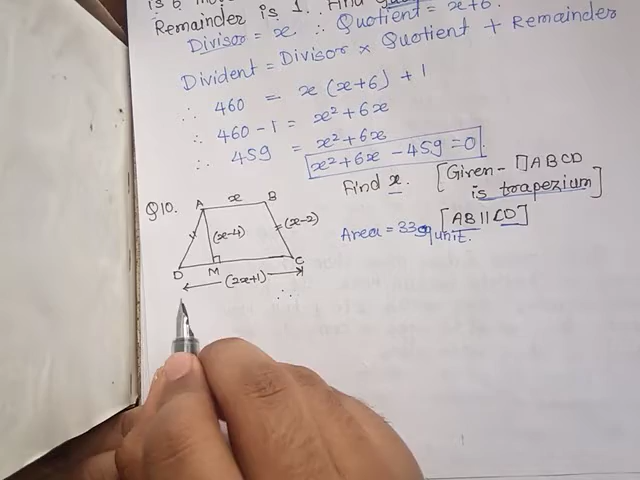 Remainder is 1. Find
Divisor = x ∴ Quotient = x+6.
Divident = Divisor × Quotient + Remainder
∴ 460 = x (x+6) + 1
∴ 460 - 1 = x² + 6x
∴ 459 = x² + 6x
x² + 6x - 459 = 0.
Find x. [Given - □ABCD
is trapezium]
Q10. A x B
(x-4) (x-2)
Area = 33 sq unit. [AB || CD]
D M C
(2x+1)
∴